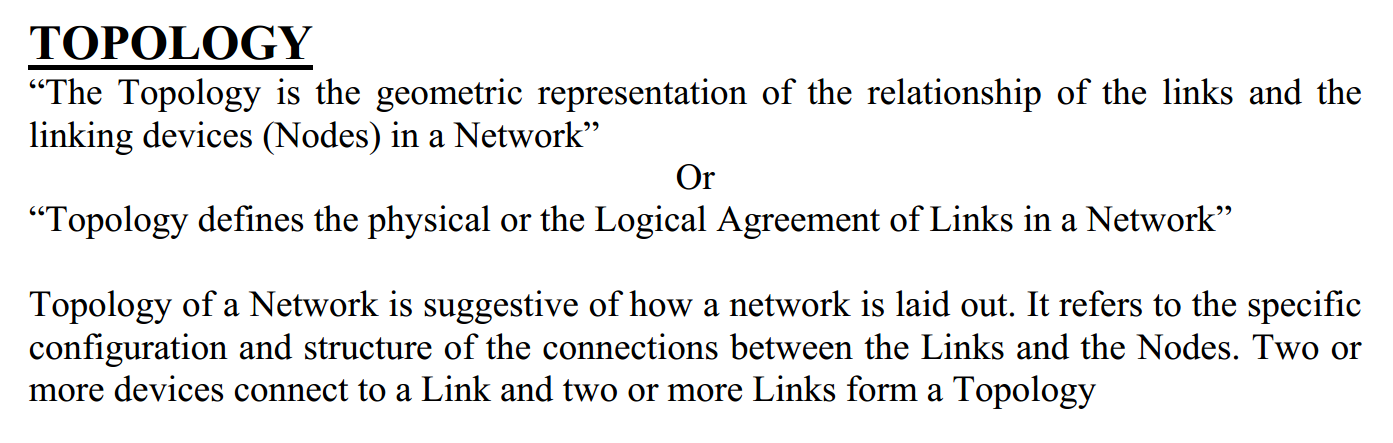 TOPOLOGY
“The Topology is the geometric representation of the relationship of the links and the
linking devices (Nodes) in a Network”
Or
“Topology defines the physical or the Logical Agreement of Links in a Network”
Topology of a Network is suggestive of how a network is laid out. It refers to the specific
configuration and structure of the connections between the Links and the Nodes. Two or
more devices connect to a Link and two or more Links form a Topology